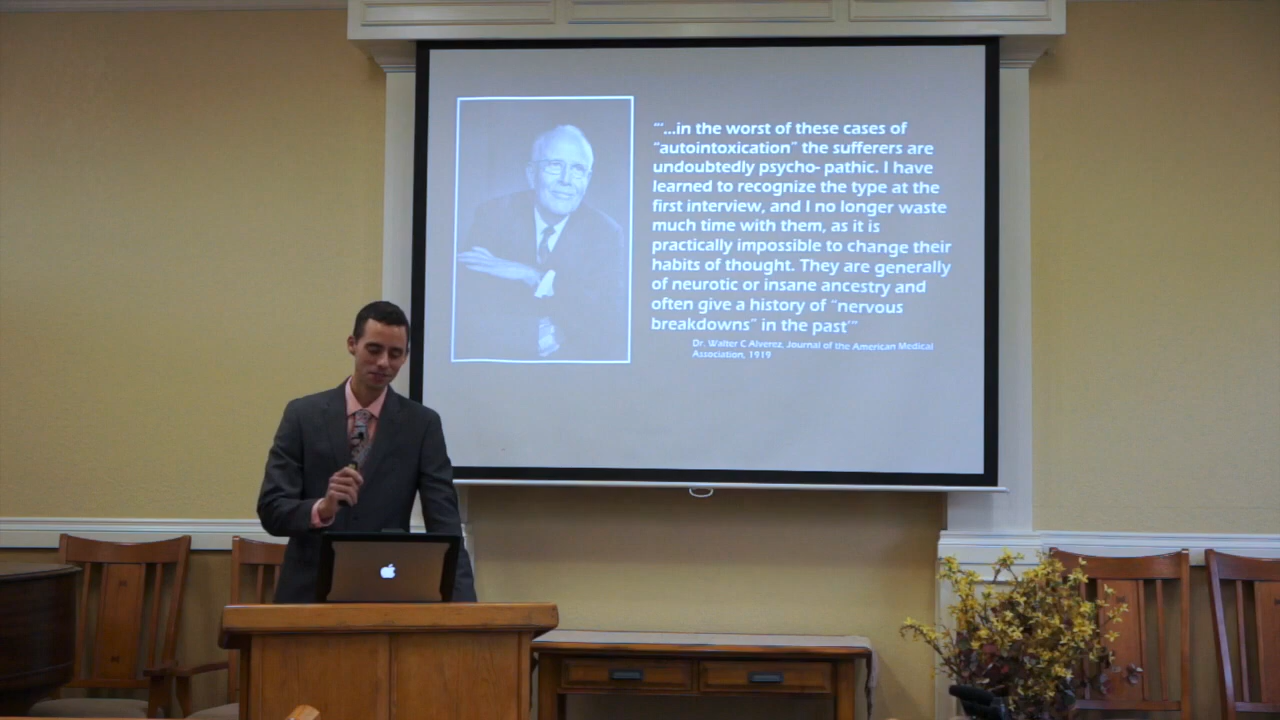 "'...in the worst of these cases of
"autointoxication" the sufferers are
undoubtedly psycho- pathic. I have
learned to recognize the type at the
first interview, and I no longer waste
much time with them, as it is
practically impossible to change their
habits of thought. They are generally
of neurotic or insane ancestry and
often give a history of "nervous
breakdowns" in the past'"
Dr. Walter C Alverez, Journal of the American Medical
Association, 1919